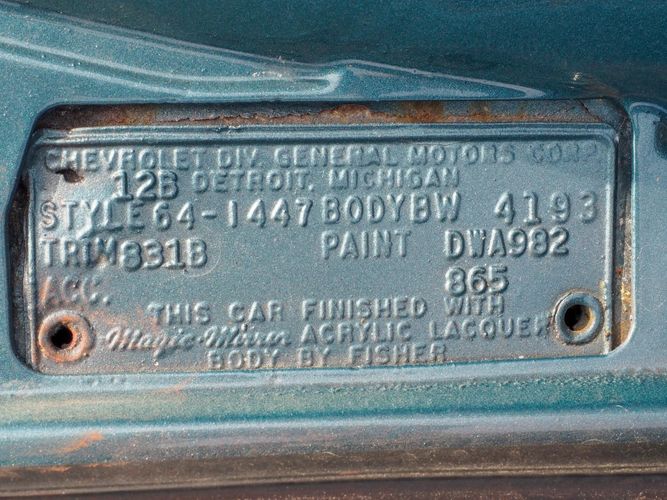 CHEVROLET DIV. GENERAL MOTORS CORP.
12B DETROIT, MICHIGAN
STYLE 64-1447 BODY BW 4193
TRIM 831B PAINT DWA982
ACC. 865
THIS CAR FINISHED WITH
Magic-Mirror ACRYLIC LACQUER
BODY BY FISHER